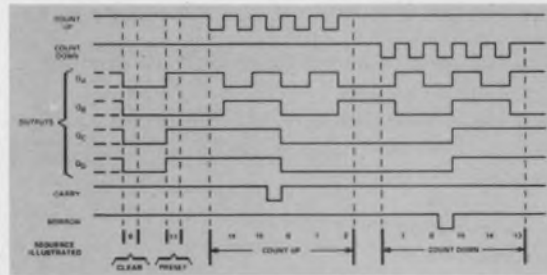 COUNT UP
COUNT DOWN
OUTPUTS
QA
QB
QC
QD
CARRY
BORROW
SEQUENCE ILLUSTRATED
0 13 14 15 0 1 2 1 0 15 14 13
CLEAR PRESET COUNT UP COUNT DOWN